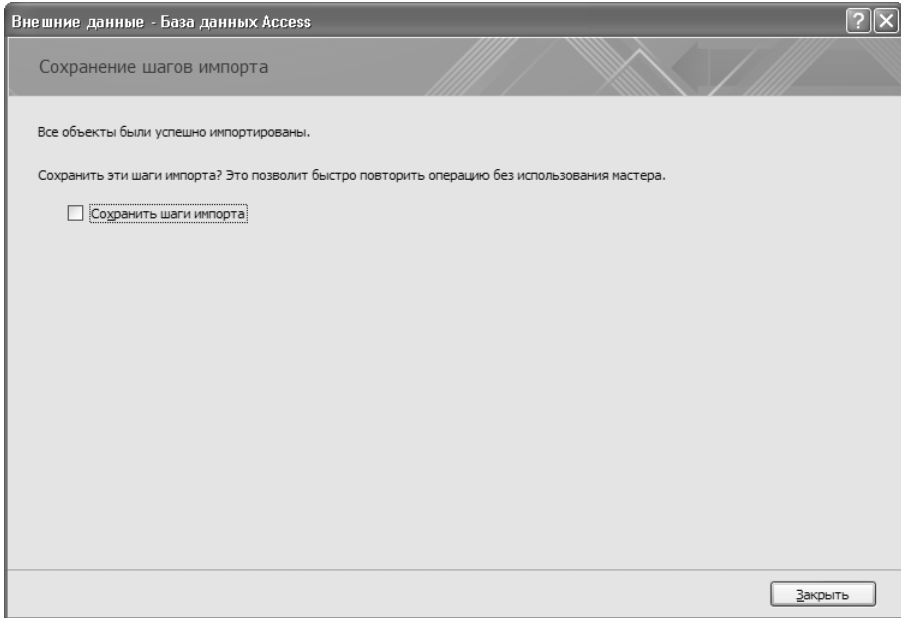 Внешние данные - База данных Access
Сохранение шагов импорта
Все объекты были успешно импортированы.
Сохранить эти шаги импорта? Это позволит быстро повторить операцию без использования мастера.
Сохранить шаги импорта
Закрыть